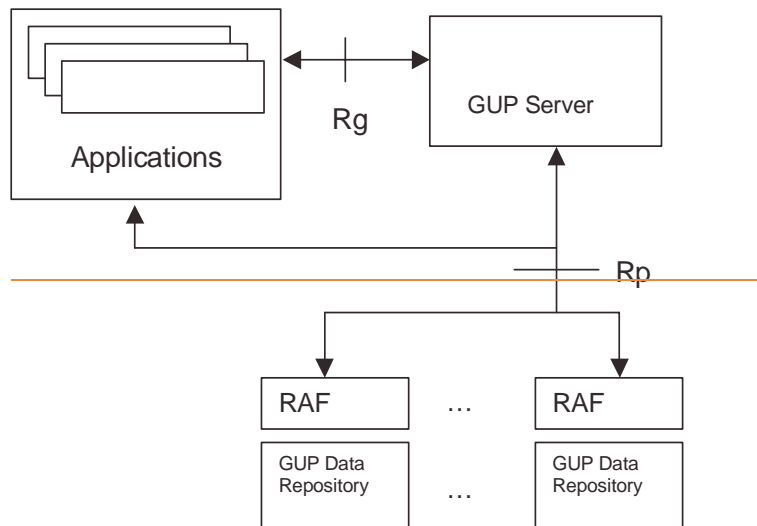 GUP Server
Rg
Applications
Rp
RAF
...
RAF
GUP Data
Repository
...
GUP Data
Repository